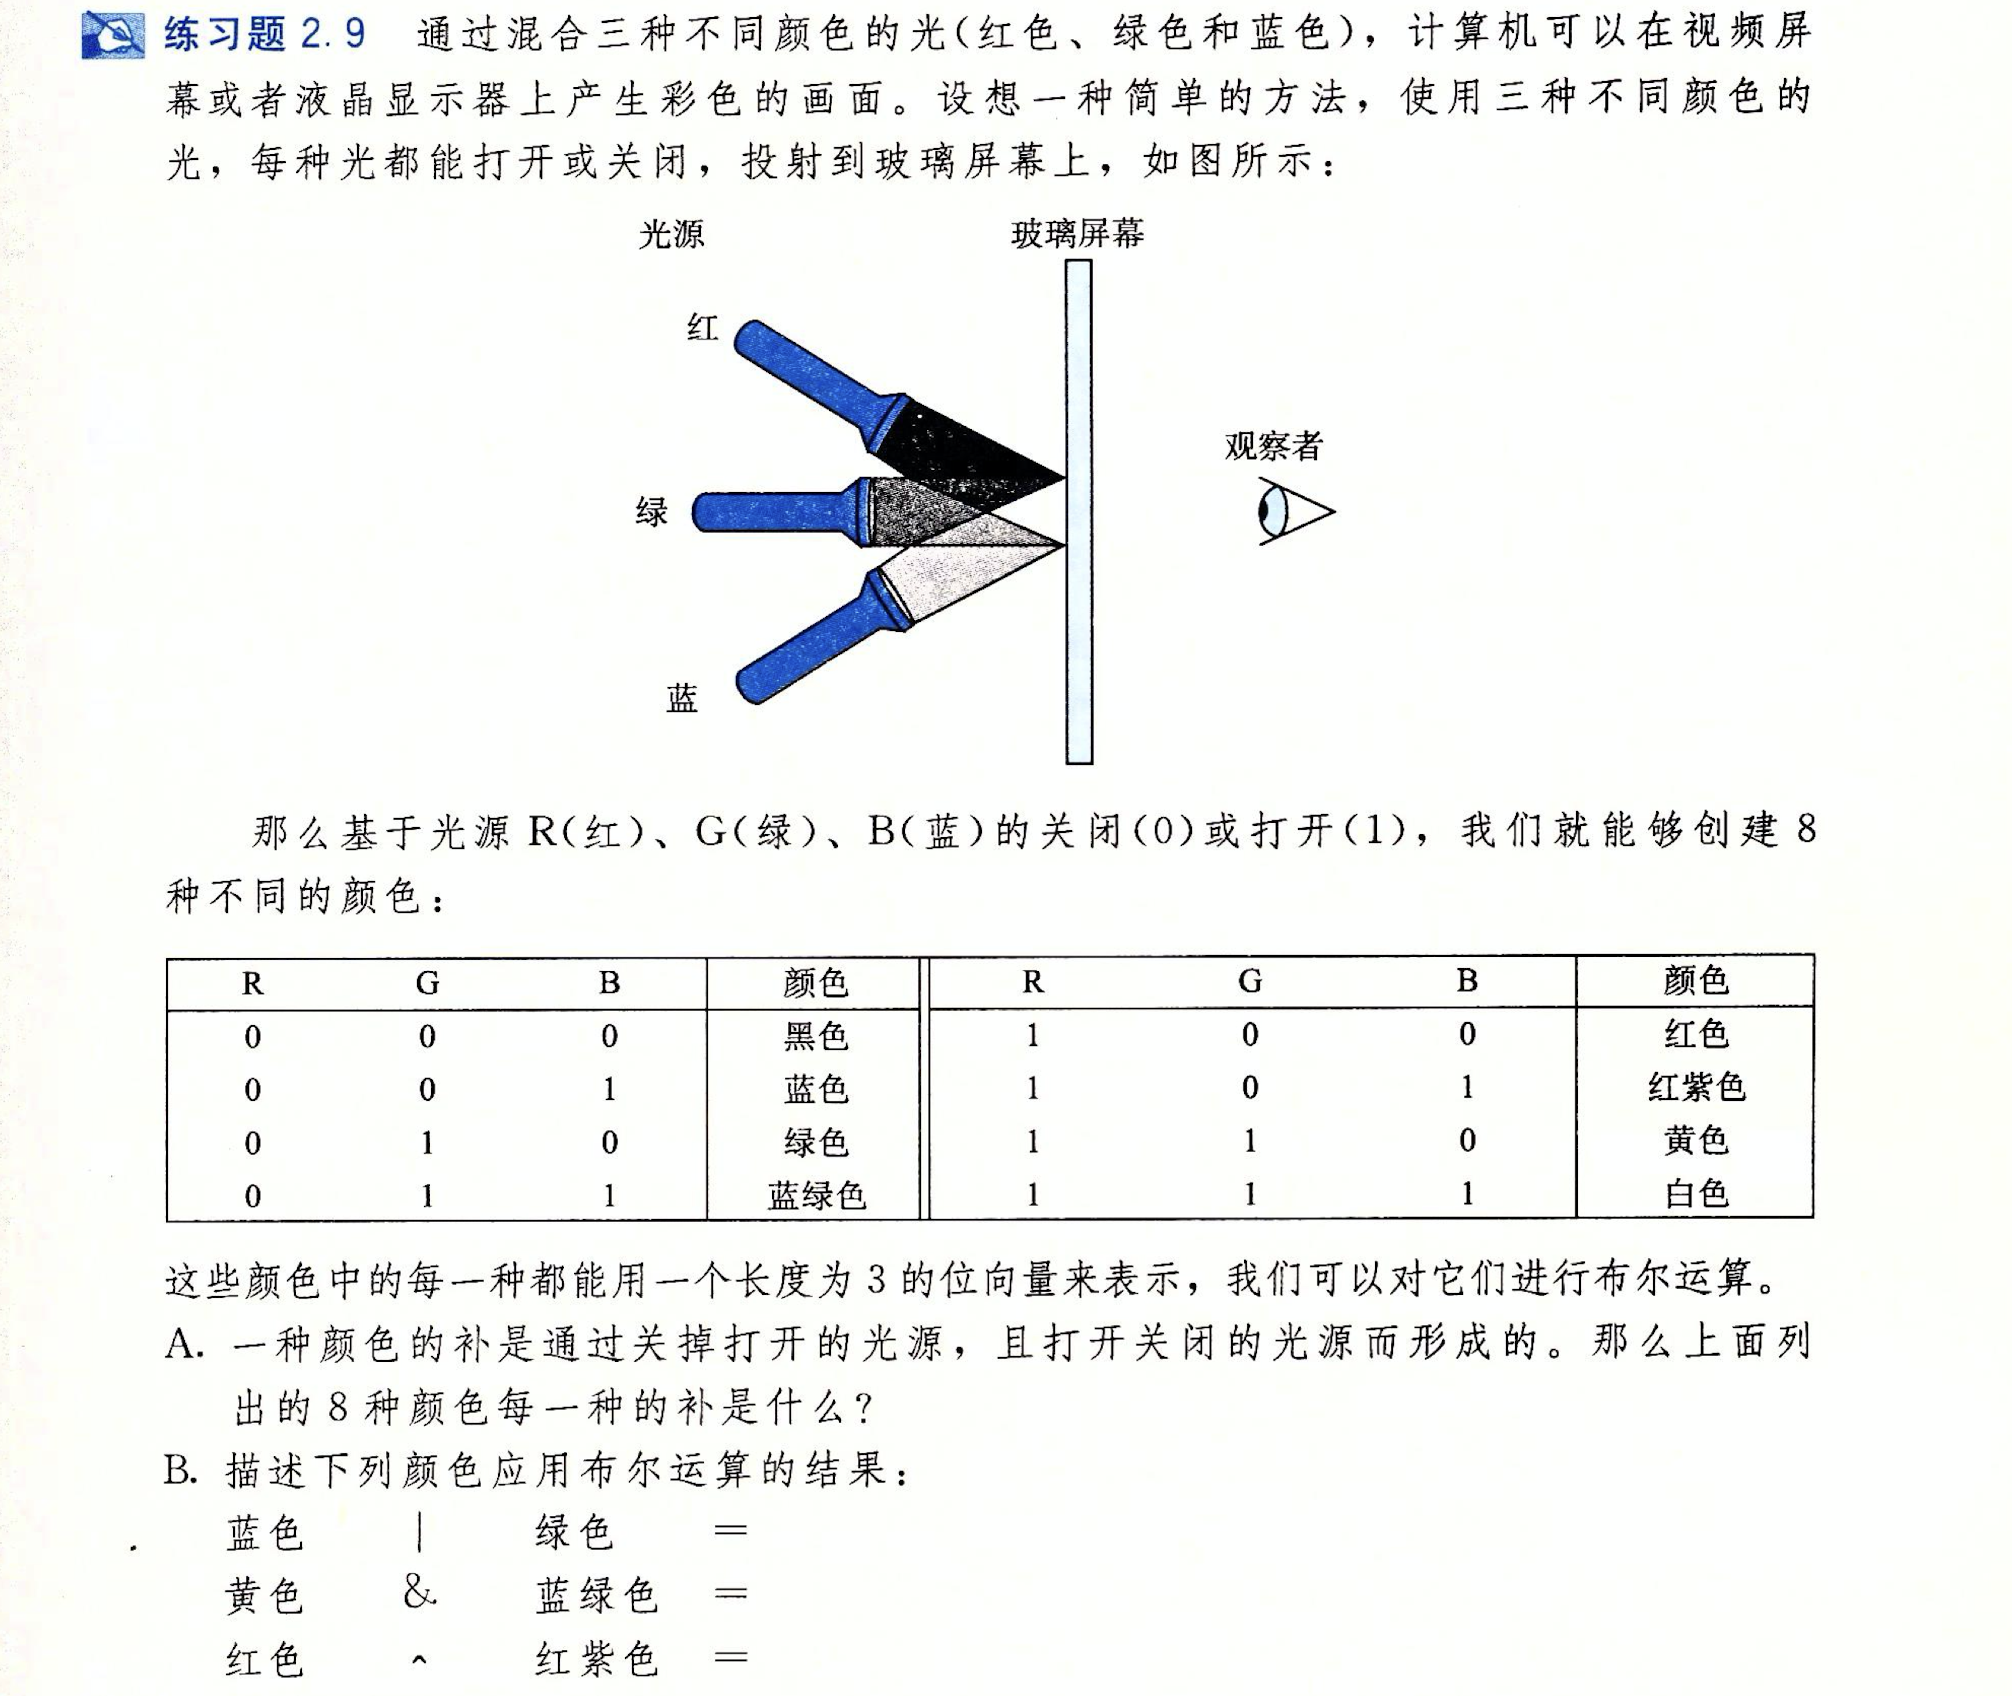 练习题 2.9 通过混合三种不同颜色的光(红色、绿色和蓝色)，计算机可以在视频屏
幕或者液晶显示器上产生彩色的画面。设想一种简单的方法，使用三种不同颜色的
光，每种光都能打开或关闭，投射到玻璃屏幕上，如图所示：
光源 玻璃屏幕
红
观察者
绿
蓝
那么基于光源 R(红)、G(绿)、B(蓝)的关闭(0)或打开(1)，我们就能够创建 8
种不同的颜色：
R G B 颜色 R G B 颜色
0 0 0 黑色 1 0 0 红色
0 0 1 蓝色 1 0 1 红紫色
0 1 0 绿色 1 1 0 黄色
0 1 1 蓝绿色 1 1 1 白色
这些颜色中的每一种都能用一个长度为 3 的位向量来表示，我们可以对它们进行布尔运算。
A. 一种颜色的补是通过关掉打开的光源，且打开关闭的光源而形成的。那么上面列
出的 8 种颜色每一种的补是什么？
B. 描述下列颜色应用布尔运算的结果：
蓝色 | 绿色 =
黄色 & 蓝绿色 =
红色 ^ 红紫色 =